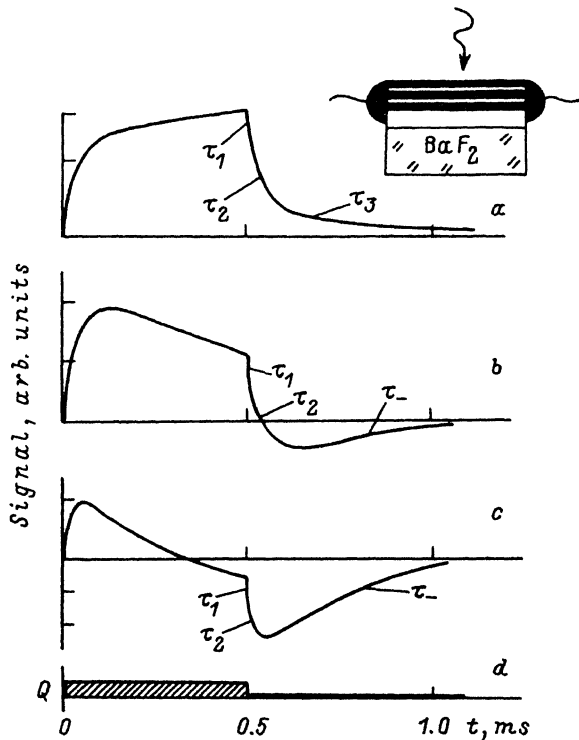 BaF₂
τ₁
τ₂
τ₃
a
τ₁
τ₂
τ₋
b
c
τ₁
τ₂
τ₋
d
Signal, arb. units
Q
0 0.5 1.0 t, ms